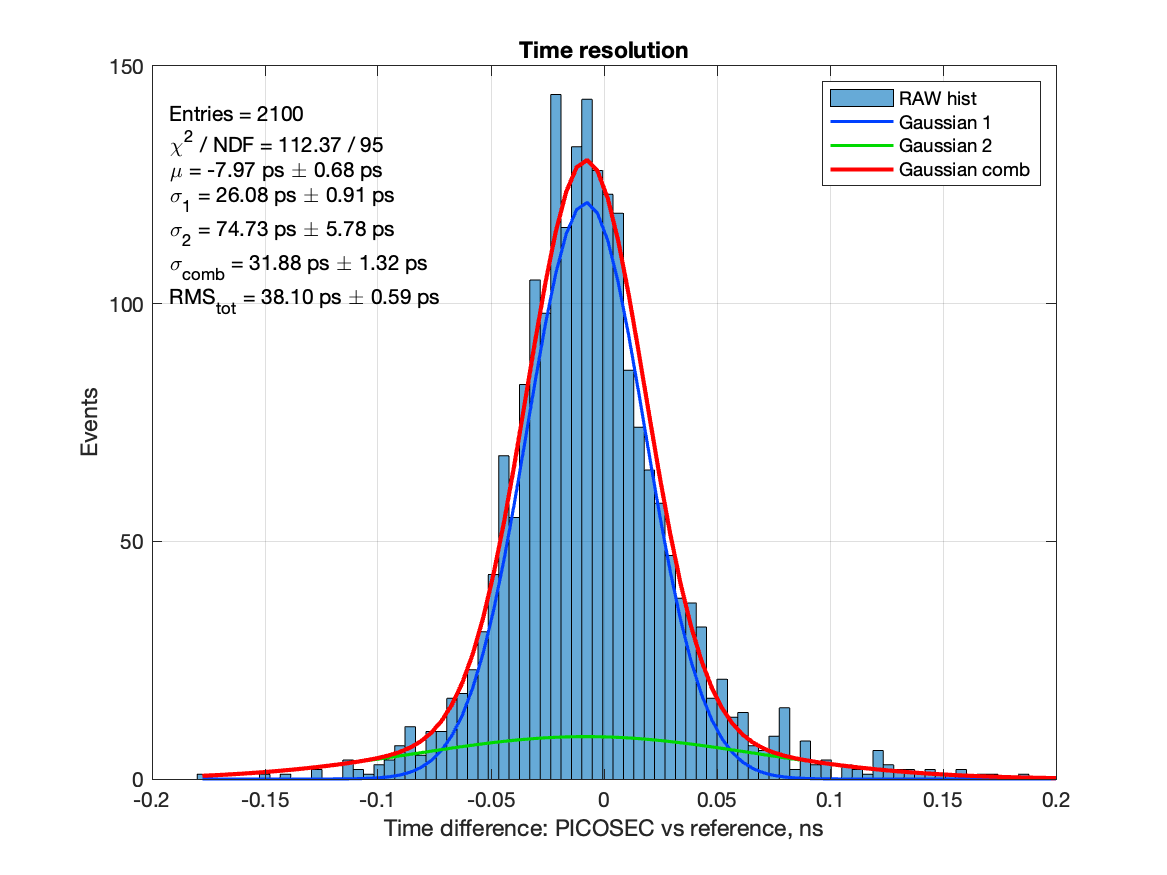 Time resolution
Entries = 2100
χ² / NDF = 112.37 / 95
μ = -7.97 ps ± 0.68 ps
σ₁ = 26.08 ps ± 0.91 ps
σ₂ = 74.73 ps ± 5.78 ps
σcomb = 31.88 ps ± 1.32 ps
RMStot = 38.10 ps ± 0.59 ps
RAW hist
Gaussian 1
Gaussian 2
Gaussian comb
150
100
50
0
Events
-0.2 -0.15 -0.1 -0.05 0 0.05 0.1 0.15 0.2
Time difference: PICOSEC vs reference, ns